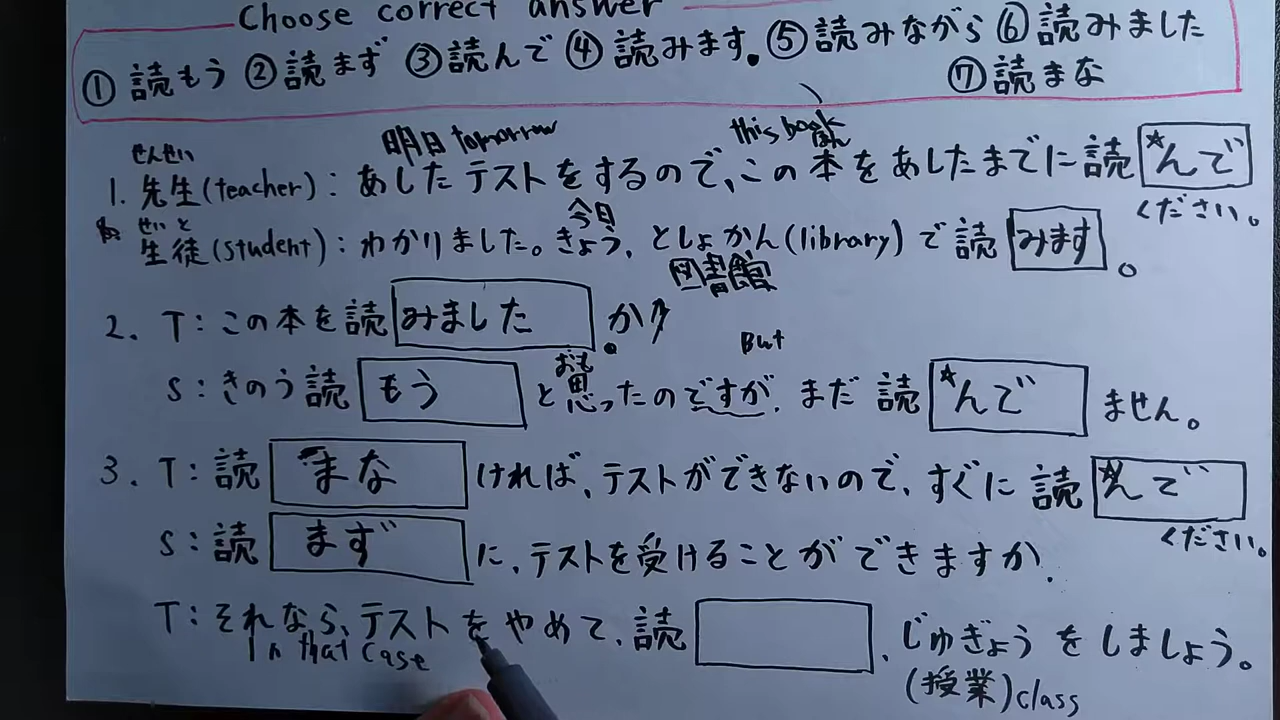 Choose correct answer
① 読もう ② 読まず ③ 読んで ④ 読みます。 ⑤ 読みながら ⑥ 読みました
⑦ 読まな
せんせい 明日 tomorrow this book ほん
1. 先生(teacher): あしたテストをするので、この本をあしたまでに読 *んで
ください。
せいと 今日
生徒(student): わかりました。きょう、としょかん(library)で読 みます 。
図書館
2. T: この本を読 みました 。か?
おも But
S: きのう読 もう と思ったのですが、まだ読 *んで ません。
3. T: 読 まな ければ、テストができないので、すぐに読 *んで
ください。
S: 読 まず に、テストを受けることができますか.
T: それなら、テストをやめて、読 、じゅぎょうをしましょう。
In that case (授業)class